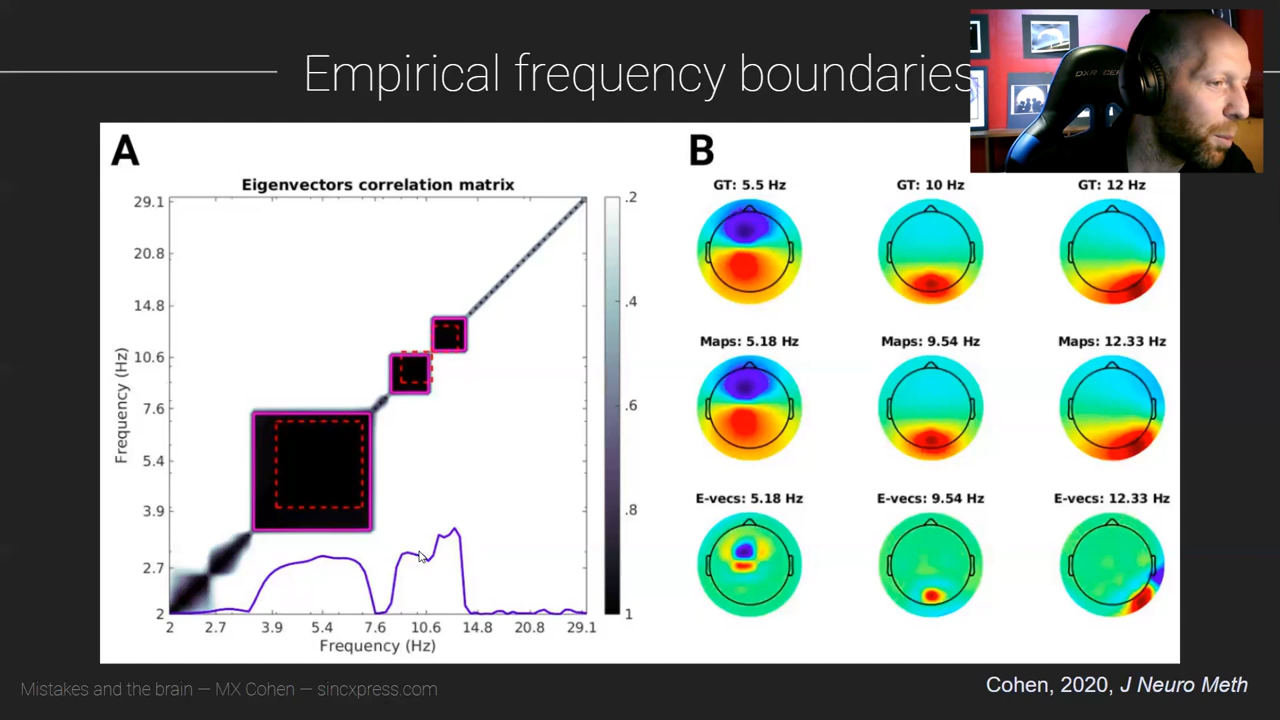 Empirical frequency boundaries
DXR
A
B
Eigenvectors correlation matrix
29.1
20.8
14.8
10.6
7.6
5.4
3.9
2.7
2
Frequency (Hz)
2 2.7 3.9 5.4 7.6 10.6 14.8 20.8 29.1
Frequency (Hz)
.2
.4
.6
.8
1
GT: 5.5 Hz GT: 10 Hz GT: 12 Hz
Maps: 5.18 Hz Maps: 9.54 Hz Maps: 12.33 Hz
E-vecs: 5.18 Hz E-vecs: 9.54 Hz E-vecs: 12.33 Hz
Mistakes and the brain — MX Cohen — sincxpress.com
Cohen, 2020, J Neuro Meth